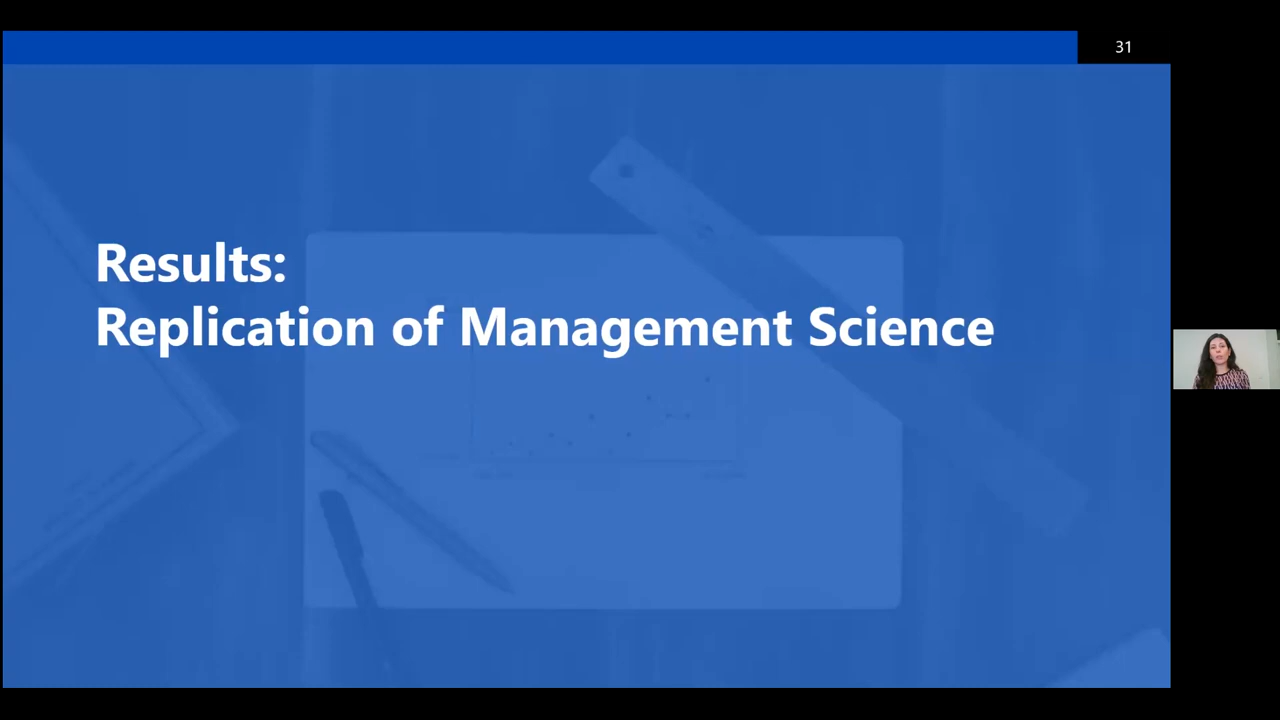 31
Results:
Replication of Management Science